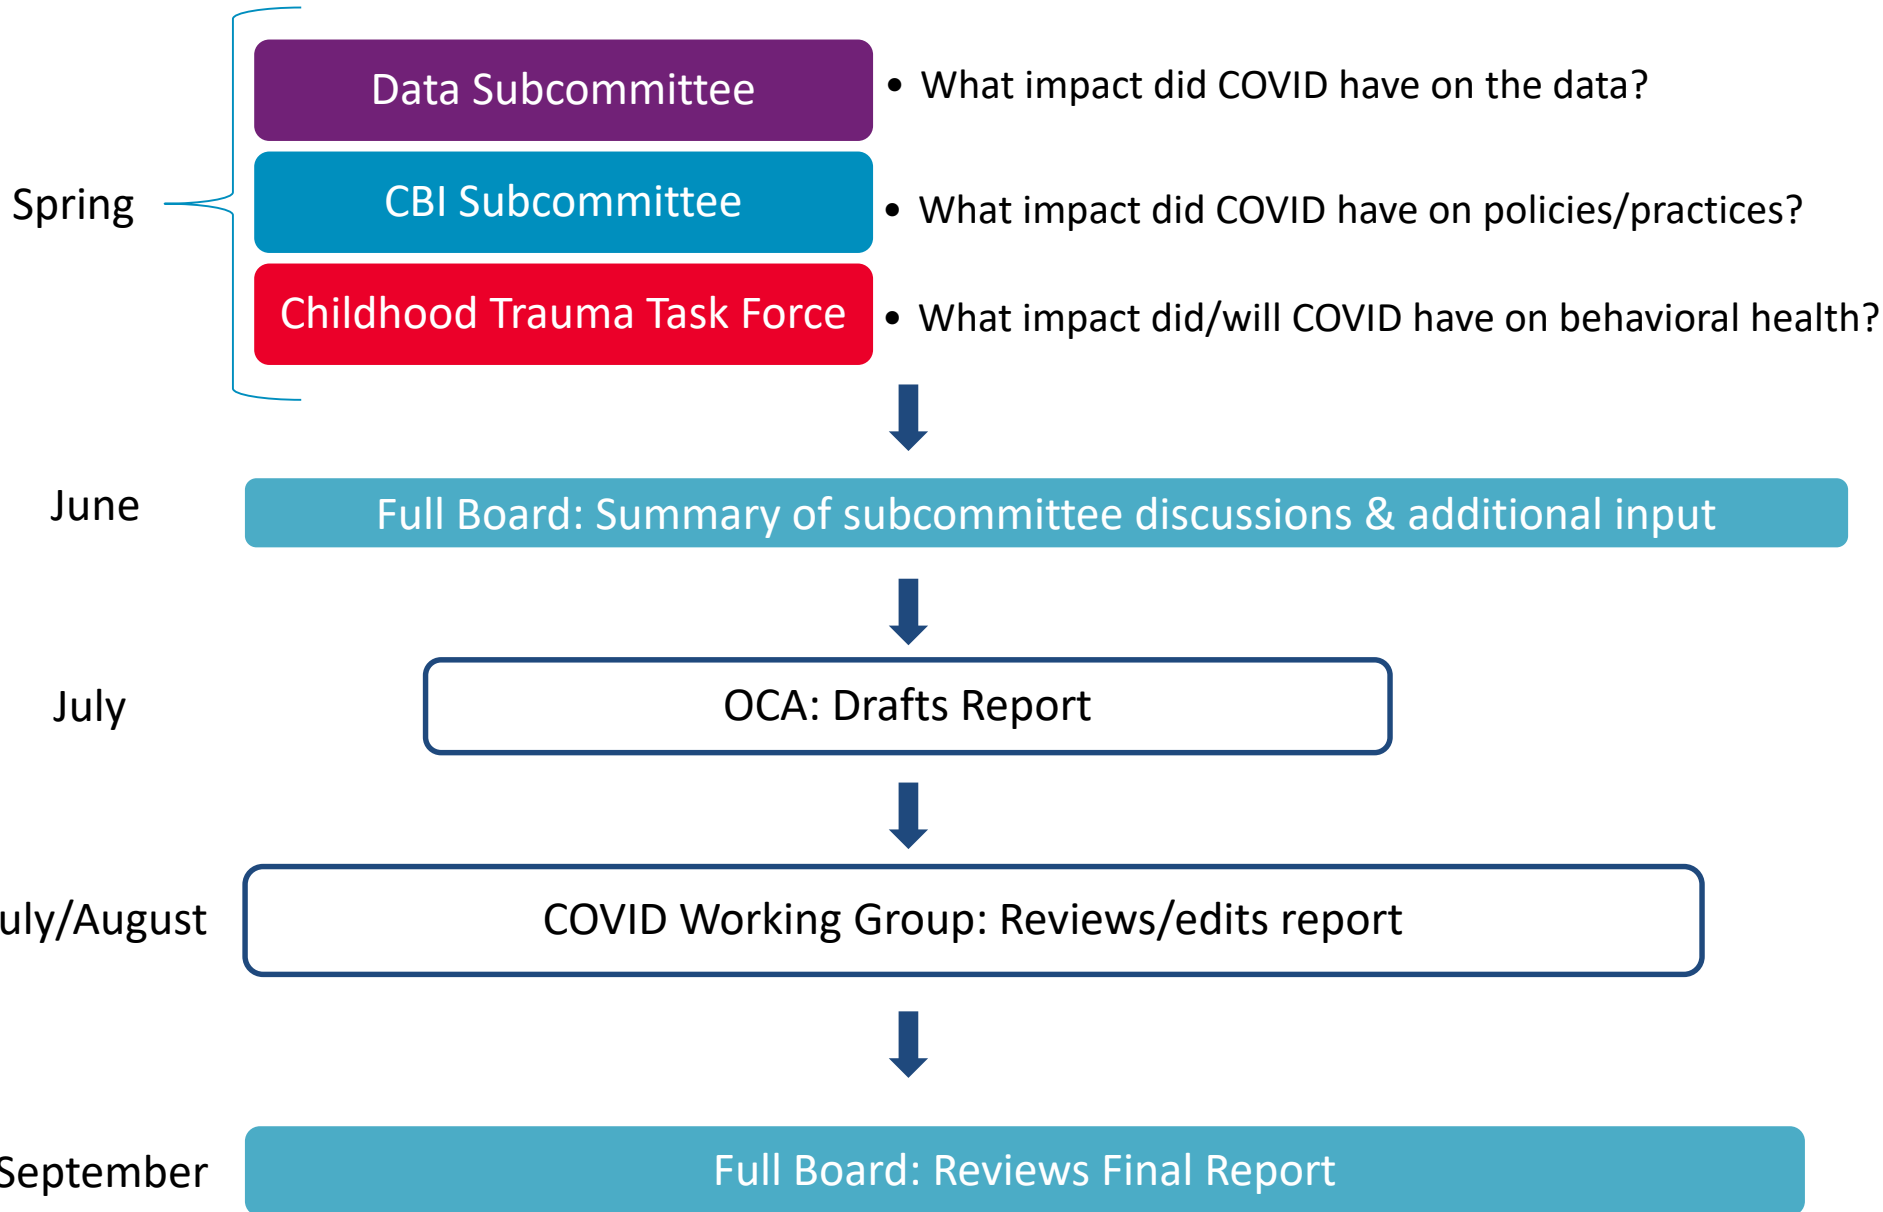 Data Subcommittee
• What impact did COVID have on the data?
Spring
CBI Subcommittee
• What impact did COVID have on policies/practices?
Childhood Trauma Task Force
• What impact did/will COVID have on behavioral health?
June
Full Board: Summary of subcommittee discussions & additional input
July
OCA: Drafts Report
uly/August
COVID Working Group: Reviews/edits report
September
Full Board: Reviews Final Report